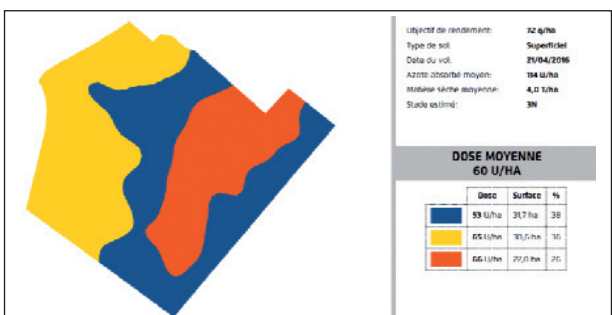 Objectif de rendement: 72 q/ha
Type de sol: Superficiel
Date du vol: 21/04/2016
Azote absorbé moyen: 114 U/ha
Matière sèche moyenne: 4,0 T/ha
Stade estimé: 3N
DOSE MOYENNE
60 U/HA
Dose Surface %
53 U/ha 31,7 ha 38
65 U/ha 30,6 ha 36
66 U/ha 22,0 ha 26